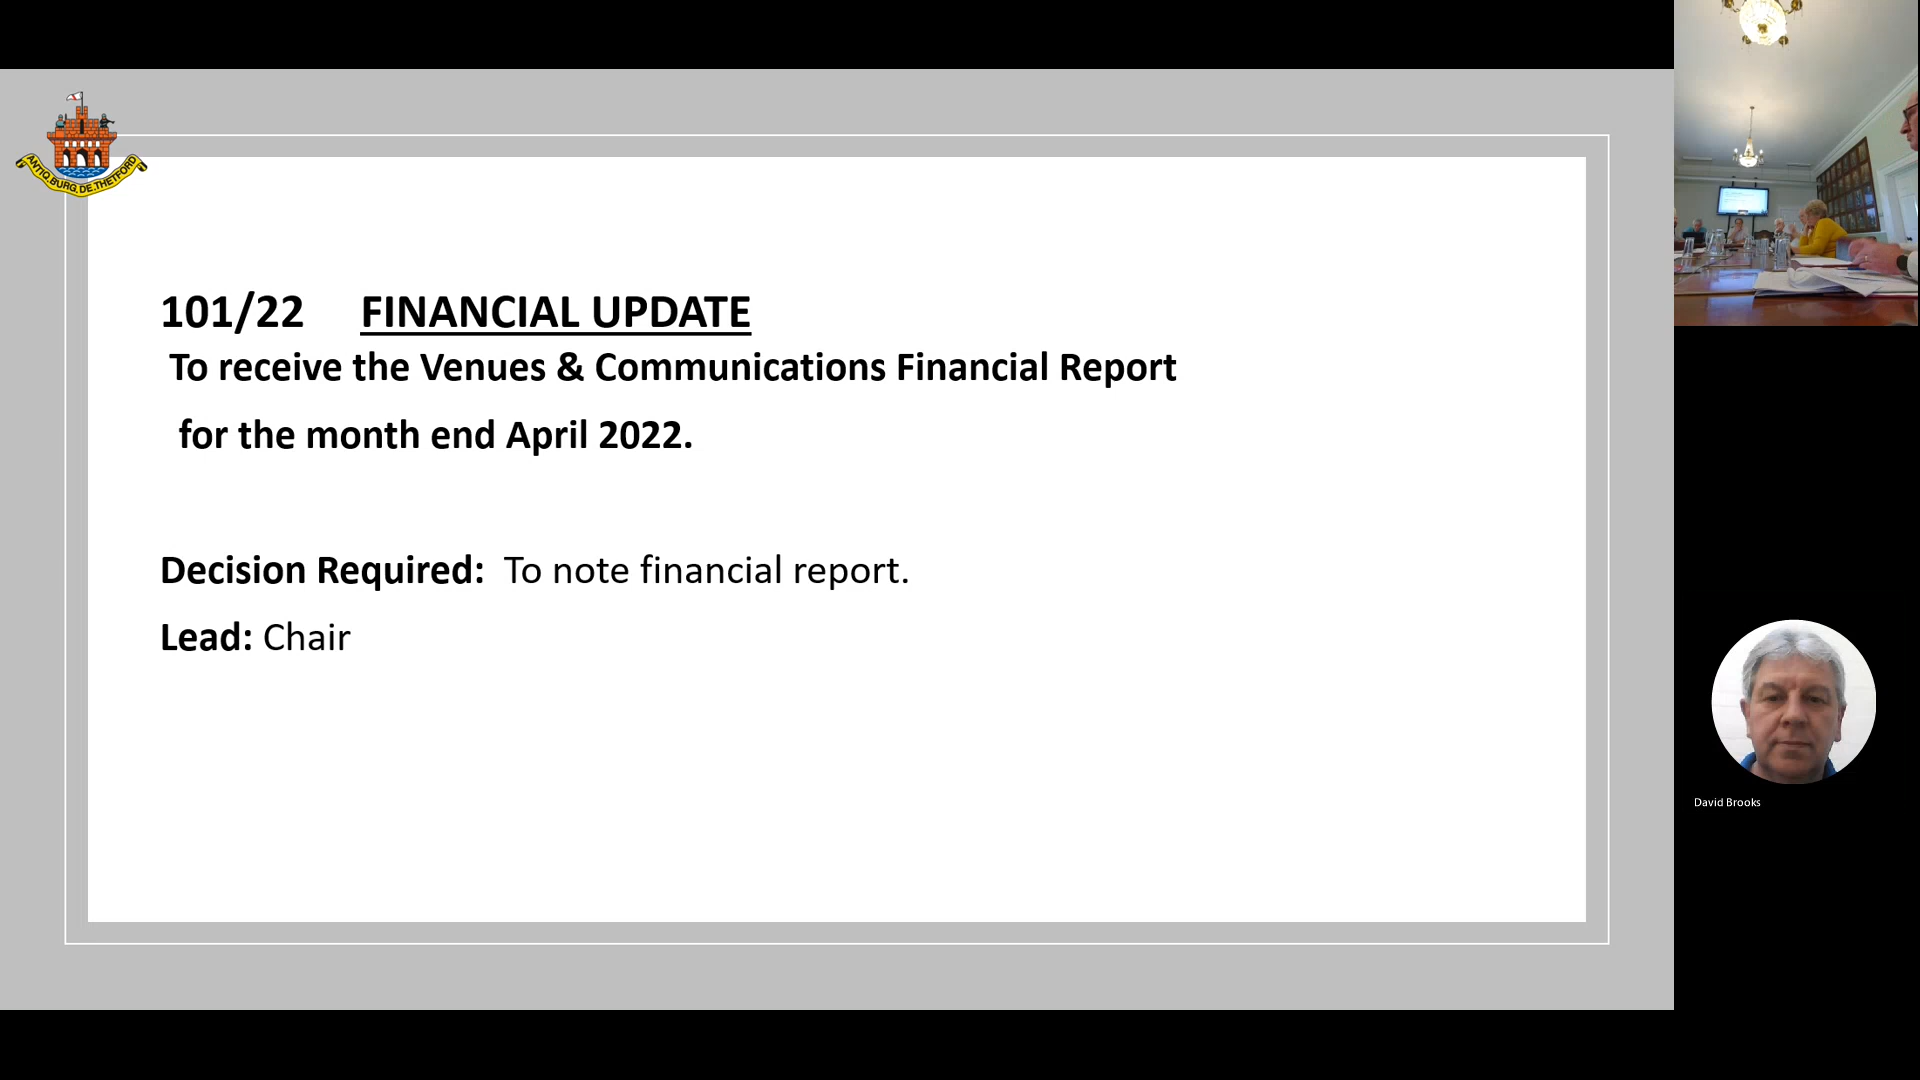 ANTIQ. BURG. DE. THETFORD
101/22 FINANCIAL UPDATE
To receive the Venues & Communications Financial Report
for the month end April 2022.
Decision Required: To note financial report.
Lead: Chair
David Brooks